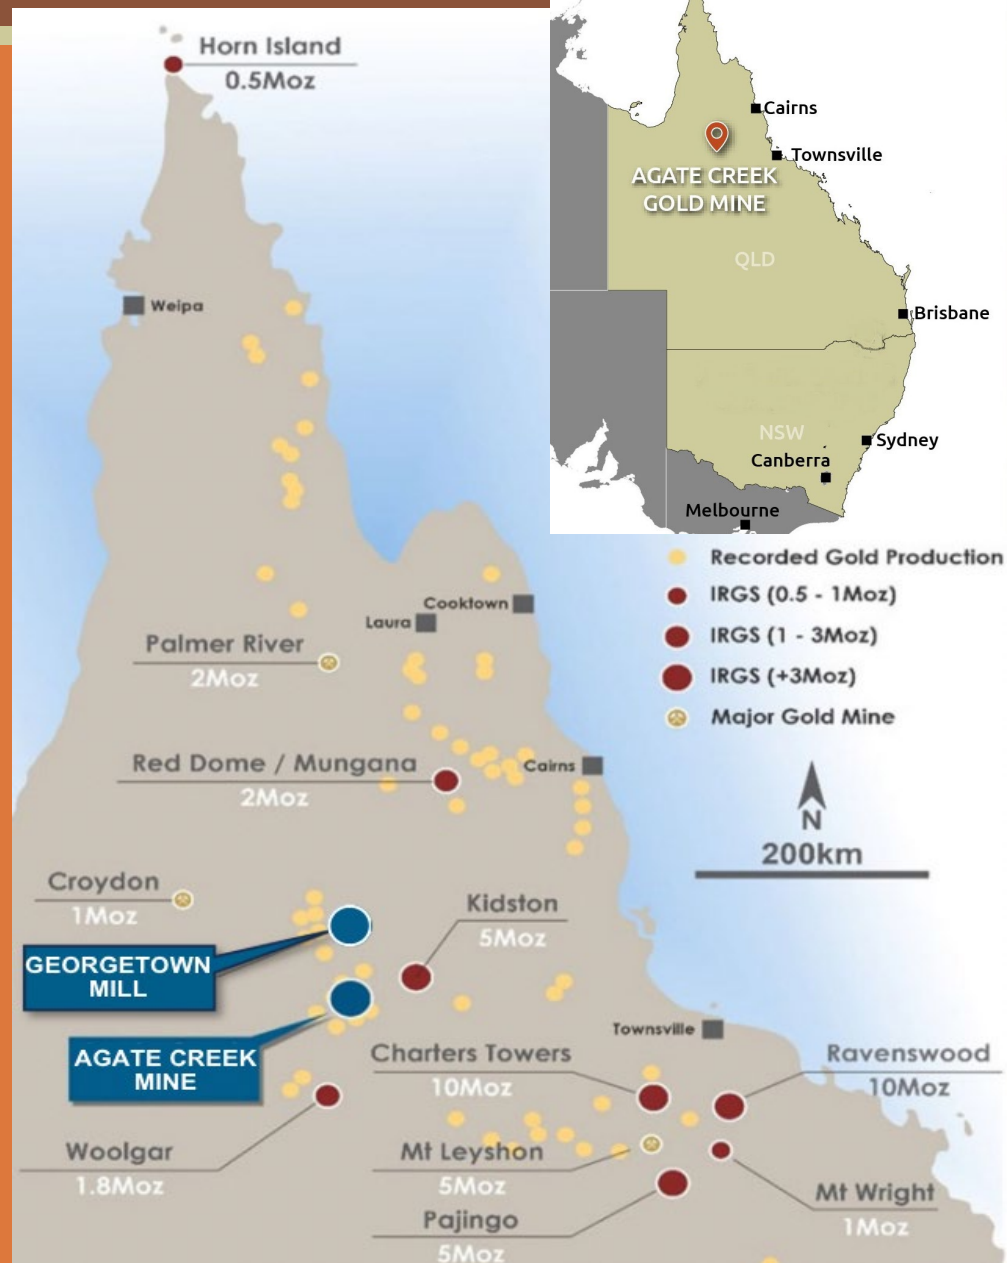 Horn Island
0.5Moz
Cairns
Townsville
AGATE CREEK
GOLD MINE
QLD
Brisbane
NSW
Sydney
Canberra
Melbourne
Weipa
Recorded Gold Production
IRGS (0.5 - 1Moz)
IRGS (1 - 3Moz)
IRGS (+3Moz)
Major Gold Mine
Cooktown
Laura
Palmer River
2Moz
Red Dome / Mungana
2Moz
Cairns
N
200km
Croydon
1Moz
Kidston
5Moz
GEORGETOWN
MILL
AGATE CREEK
MINE
Townsville
Charters Towers
10Moz
Ravenswood
10Moz
Woolgar
1.8Moz
Mt Leyshon
5Moz
Mt Wright
1Moz
Pajingo
5Moz